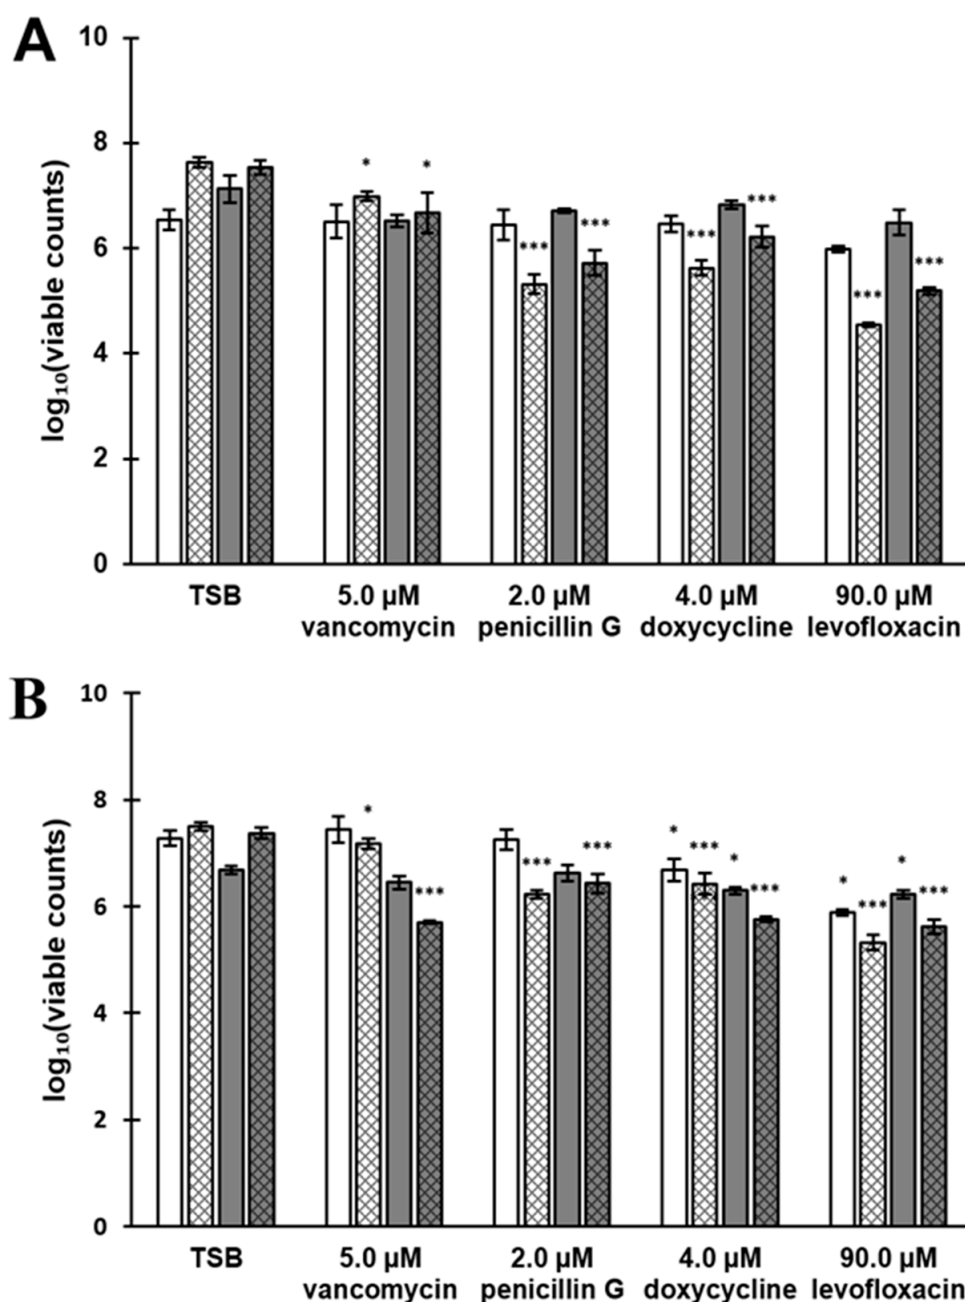 A
10
8
6
4
2
0
log₁₀(viable counts)
* *
*** ***
*** ***
*** ***
TSB
5.0 µM
vancomycin
2.0 µM
penicillin G
4.0 µM
doxycycline
90.0 µM
levofloxacin
B
10
8
6
4
2
0
log₁₀(viable counts)
* ***
*** ***
* *** * ***
* *** * ***
TSB
5.0 µM
vancomycin
2.0 µM
penicillin G
4.0 µM
doxycycline
90.0 µM
levofloxacin